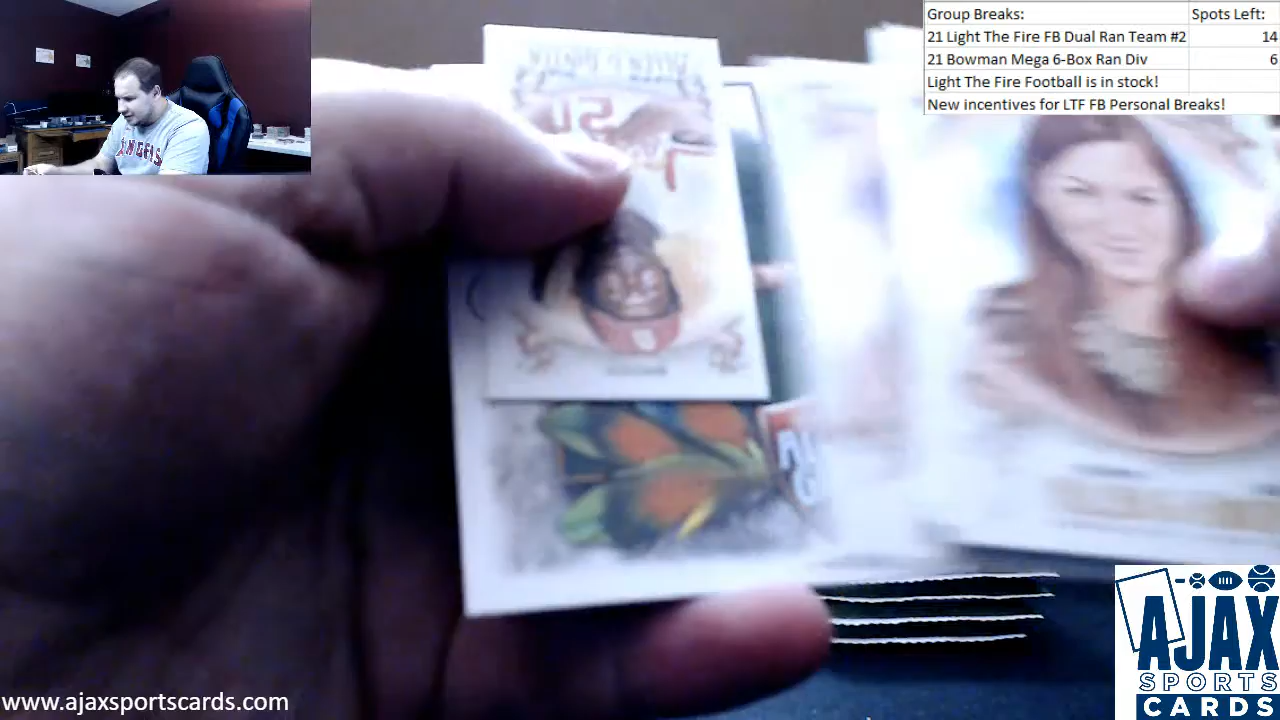 Group Breaks: Spots Left:
21 Light The Fire FB Dual Ran Team #2 14
21 Bowman Mega 6-Box Ran Div 6
Light The Fire Football is in stock!
New incentives for LTF FB Personal Breaks!
ANGELS
www.ajaxsportscards.com
AJAX
SPORTS
CARDS